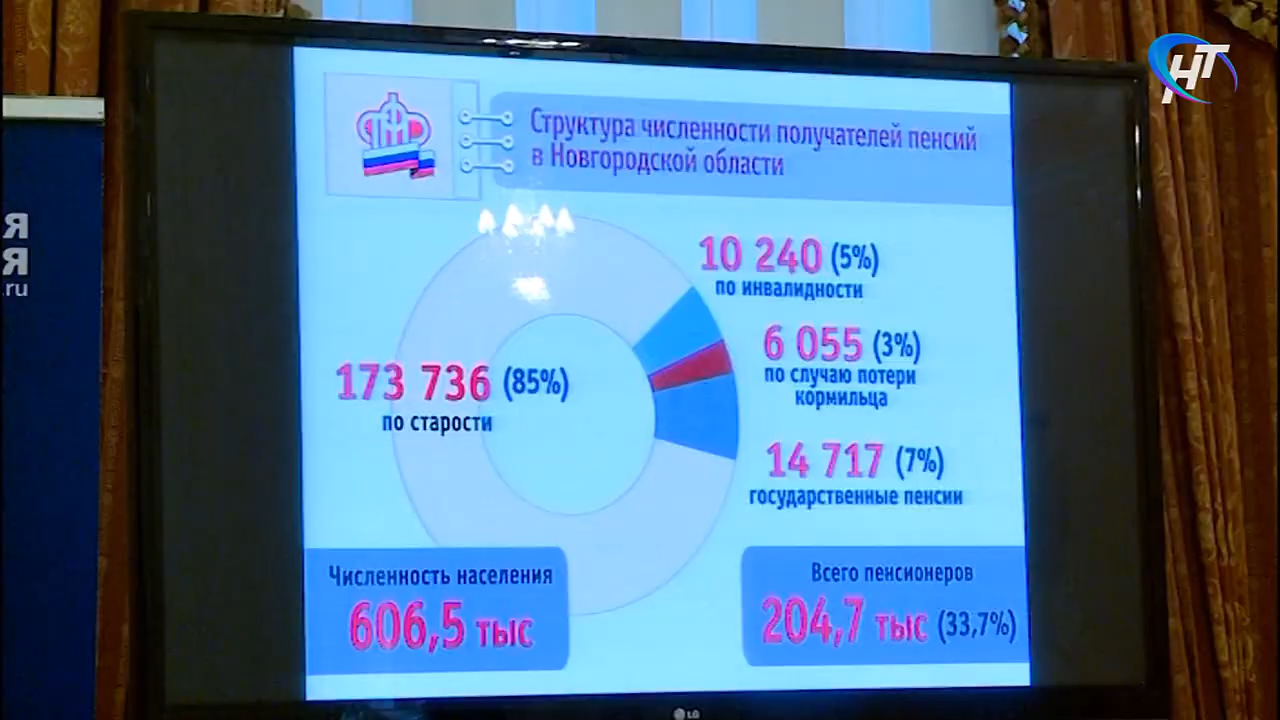 НТ
Я
Я
.ru
Структура численности получателей пенсий
в Новгородской области
10 240 (5%)
по инвалидности
6 055 (3%)
по случаю потери
кормильца
173 736 (85%)
по старости
14 717 (7%)
государственные пенсии
Численность населения
606,5 тыс
Всего пенсионеров
204,7 тыс (33,7%)
LG